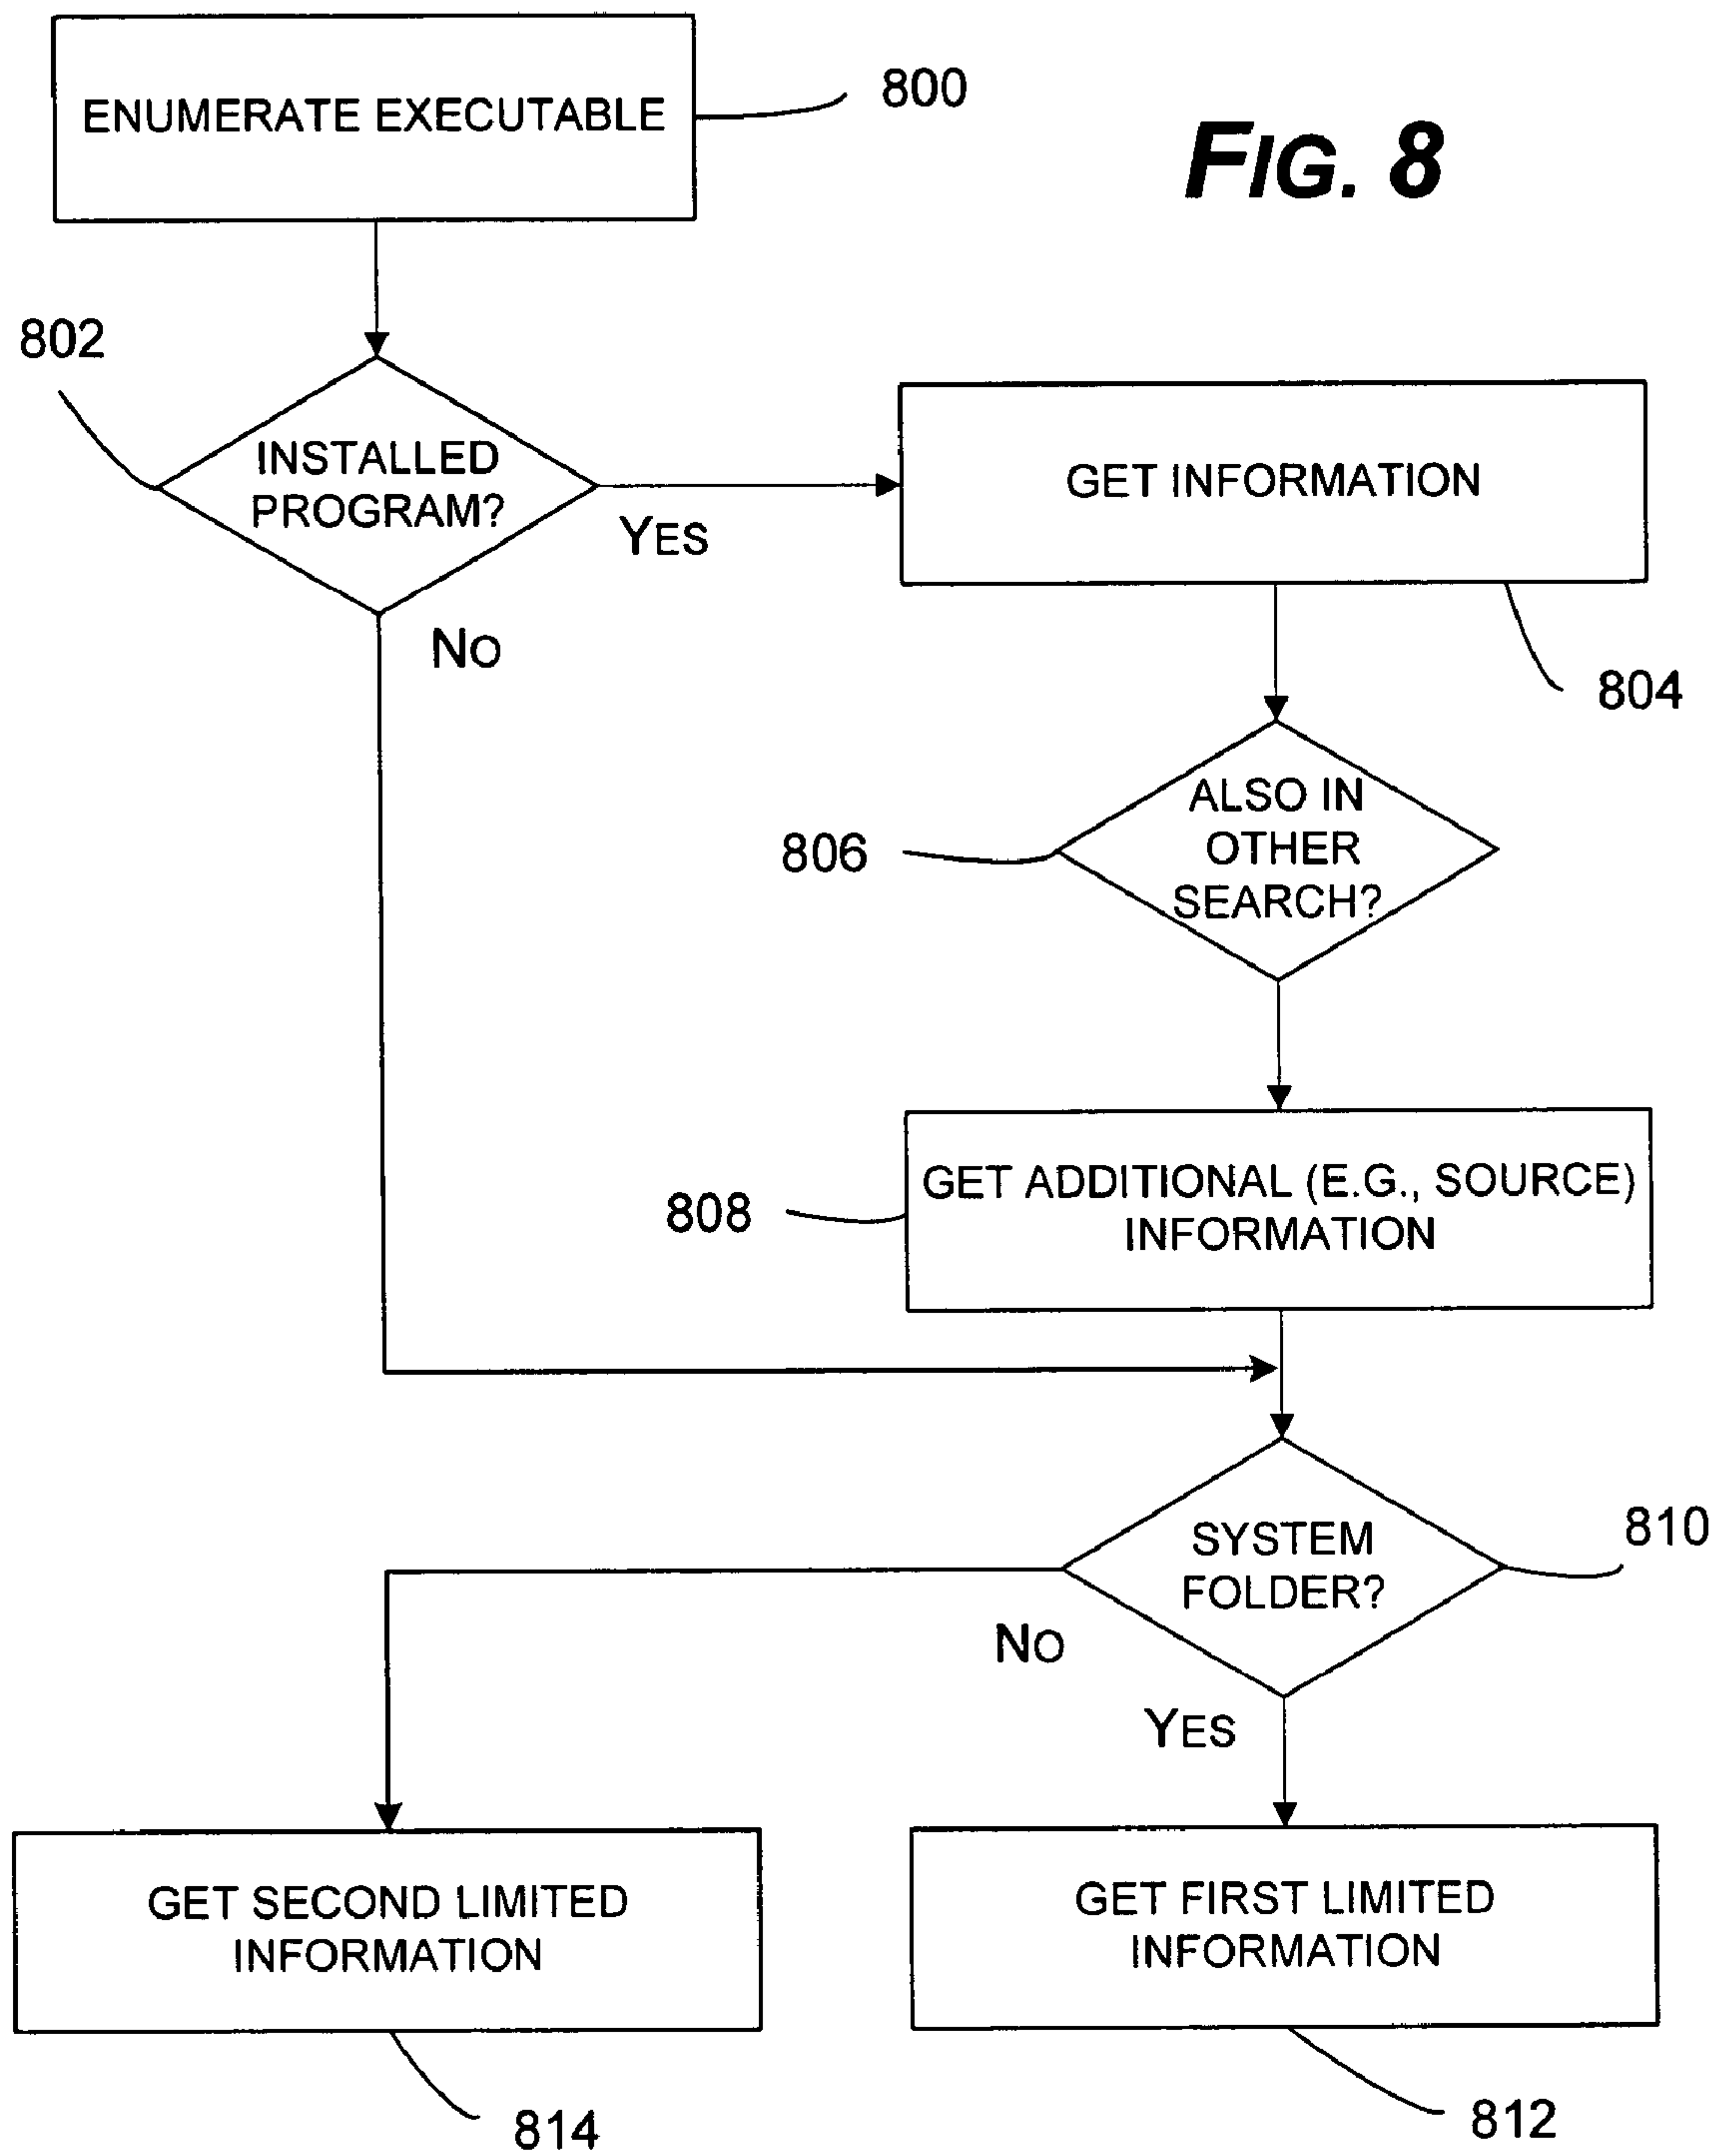 ENUMERATE EXECUTABLE
800
FIG. 8
802
INSTALLED
PROGRAM?
YES
NO
GET INFORMATION
804
ALSO IN
OTHER
SEARCH?
806
GET ADDITIONAL (E.G., SOURCE)
INFORMATION
808
SYSTEM
FOLDER?
810
NO
YES
GET SECOND LIMITED
INFORMATION
814
GET FIRST LIMITED
INFORMATION
812